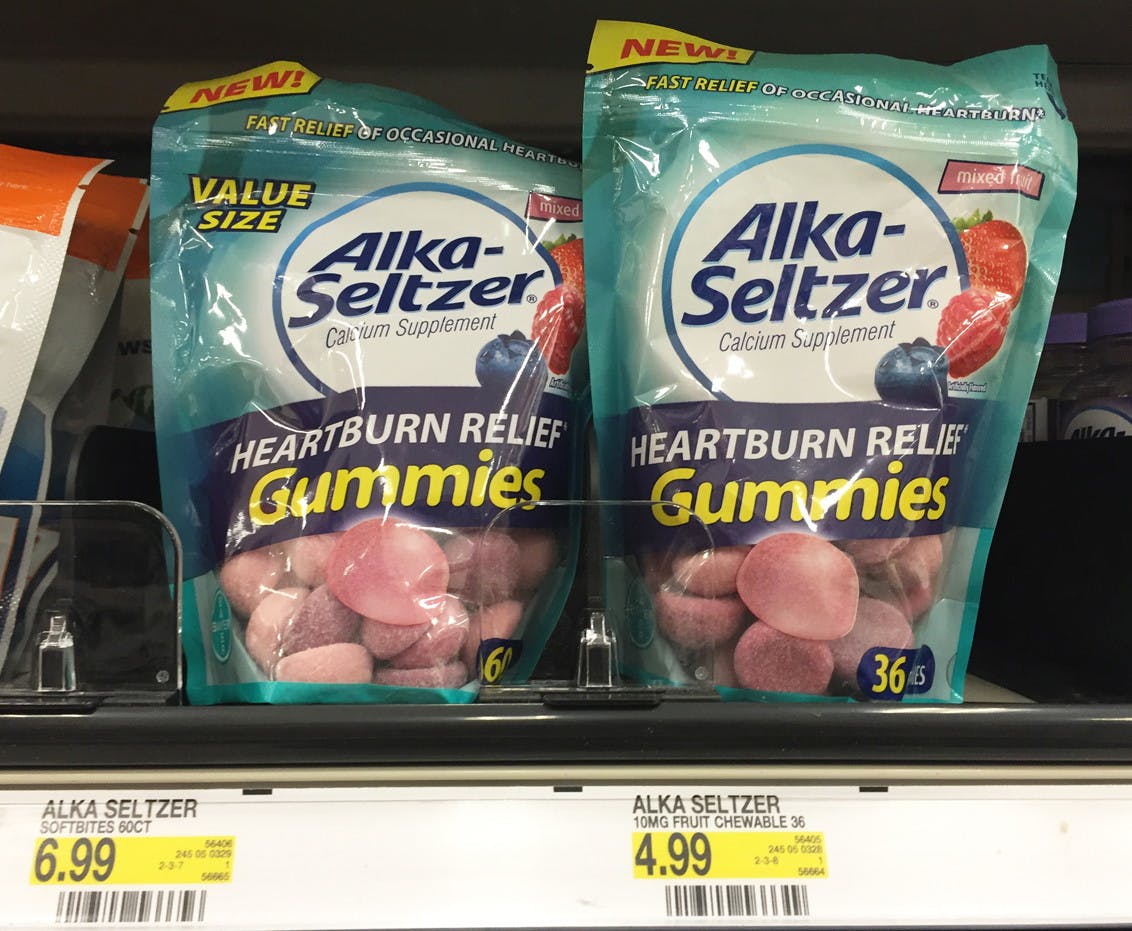 NEW!
FAST RELIEF OF OCCASIONAL HEARTBU
VALUE
SIZE
mixed
Alka-
Seltzer®
Calcium Supplement
HEARTBURN RELIEF*
Gummies
60
NEW!
FAST RELIEF OF OCCASIONAL HEARTBURN*
mixed fruit
Alka-
Seltzer®
Calcium Supplement
Artificially Flavored
HEARTBURN RELIEF*
Gummies
36
Alka-
ALKA SELTZER
SOFTBITES 60CT
6.99
56406
245 05 0329
2-3-7 1
56665
ALKA SELTZER
10MG FRUIT CHEWABLE 36
4.99
56405
245 05 0328
2-3-8 1
56664